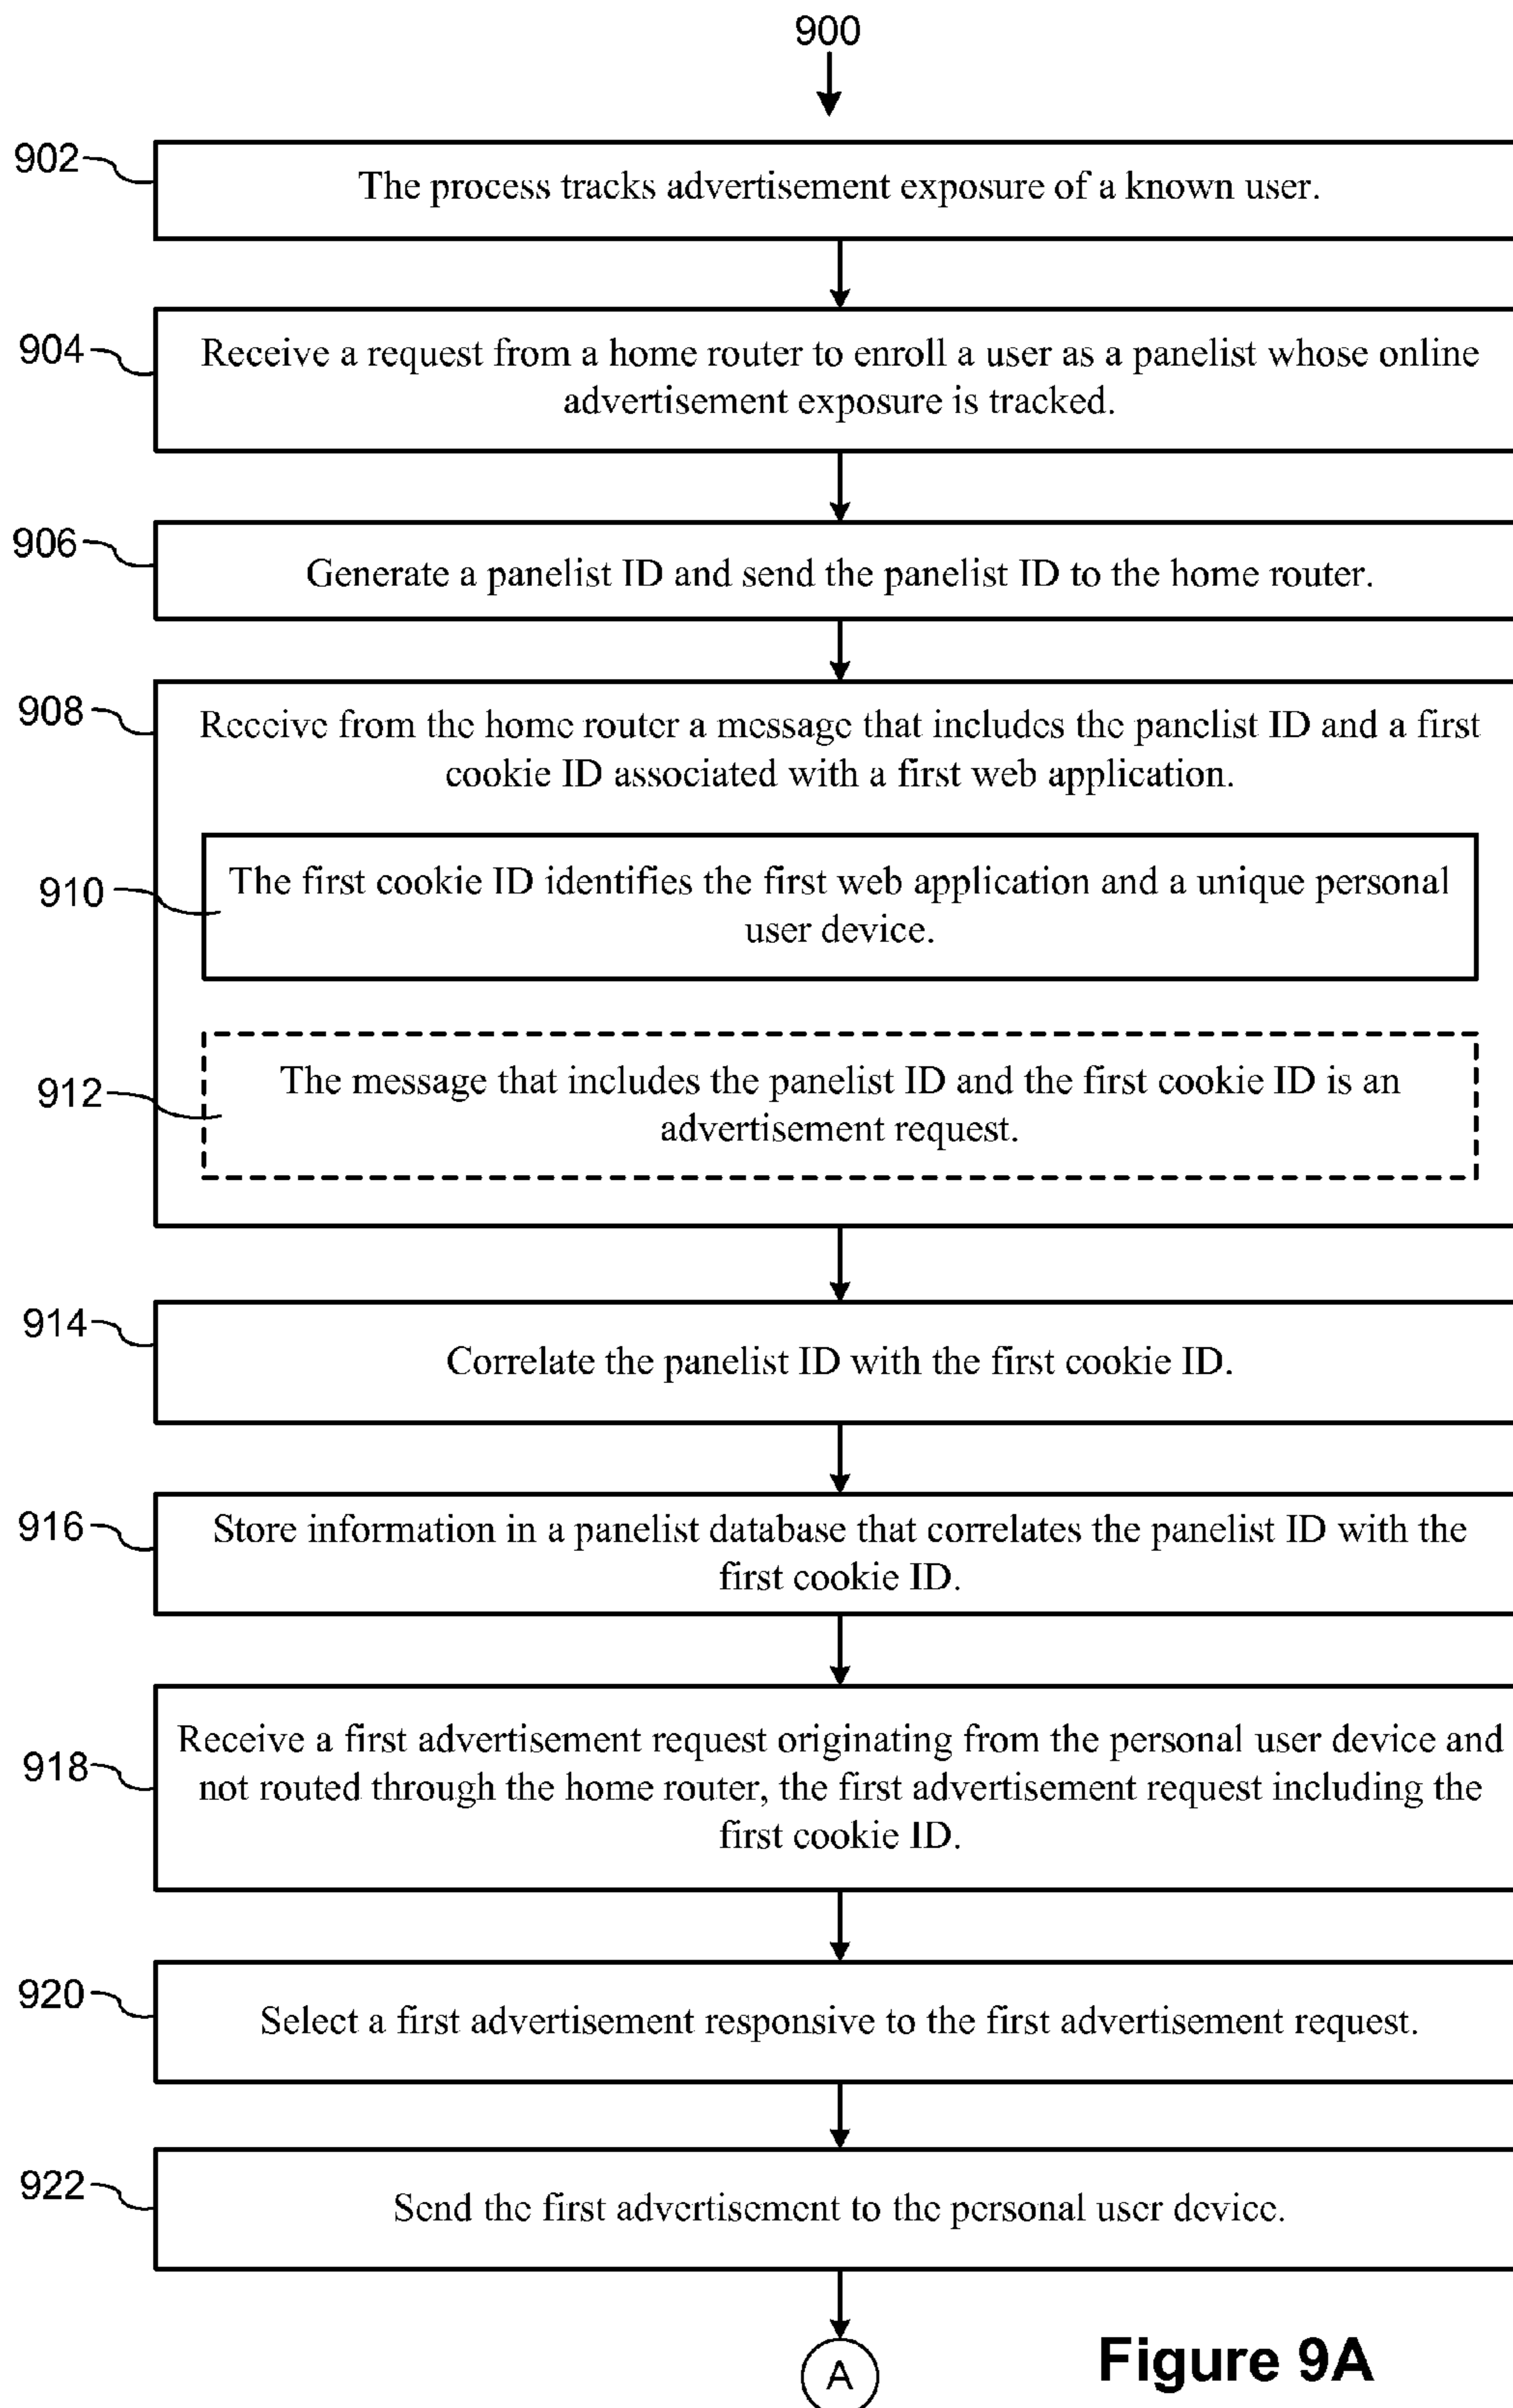 900
902
The process tracks advertisement exposure of a known user.
904
Receive a request from a home router to enroll a user as a panelist whose online
advertisement exposure is tracked.
906
Generate a panelist ID and send the panelist ID to the home router.
908
Receive from the home router a message that includes the panelist ID and a first
cookie ID associated with a first web application.
910
The first cookie ID identifies the first web application and a unique personal
user device.
912
The message that includes the panelist ID and the first cookie ID is an
advertisement request.
914
Correlate the panelist ID with the first cookie ID.
916
Store information in a panelist database that correlates the panelist ID with the
first cookie ID.
918
Receive a first advertisement request originating from the personal user device and
not routed through the home router, the first advertisement request including the
first cookie ID.
920
Select a first advertisement responsive to the first advertisement request.
922
Send the first advertisement to the personal user device.
A
Figure 9A